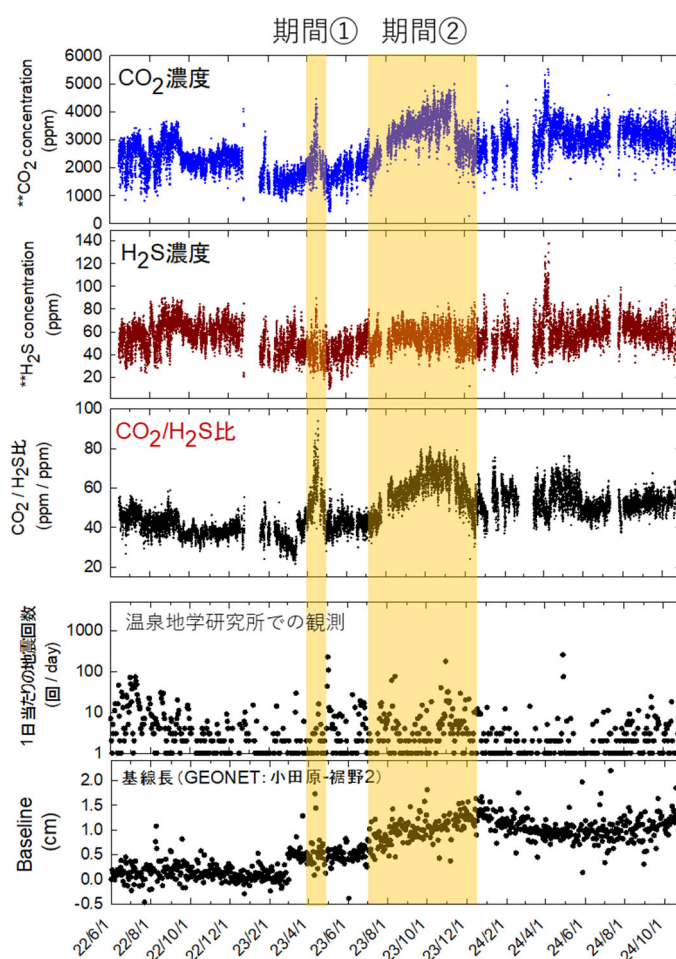 期間① 期間②
CO2濃度
**CO2 concentration
(ppm)
6000
5000
4000
3000
2000
1000
0
H2S濃度
**H2S concentration
(ppm)
140
120
100
80
60
40
20
CO2/H2S比
CO2 / H2S比
(ppm / ppm)
100
80
60
40
20
温泉地学研究所での観測
1日当たりの地震回数
(回 / day)
1000
100
10
1
基線長(GEONET:小田原-裾野2)
Baseline
(cm)
2.0
1.5
1.0
0.5
0.0
-0.5
22/6/1
22/8/1
22/10/1
22/12/1
23/2/1
23/4/1
23/6/1
23/8/1
23/10/1
23/12/1
24/2/1
24/4/1
24/6/1
24/8/1
24/10/1